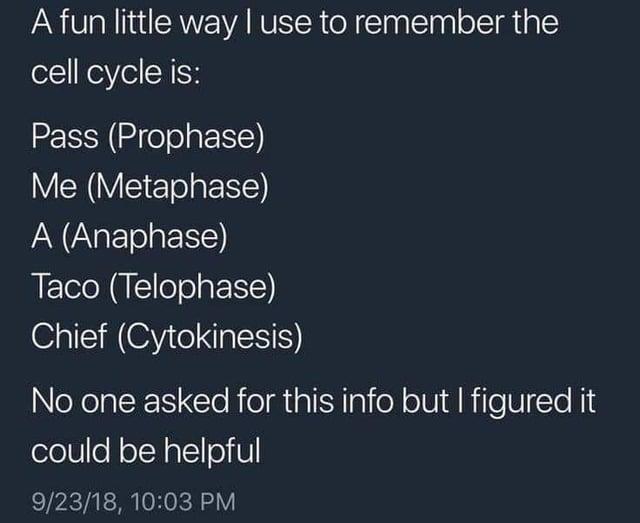 A fun little way I use to remember the
cell cycle is:
Pass (Prophase)
Me (Metaphase)
A (Anaphase)
Taco (Telophase)
Chief (Cytokinesis)
No one asked for this info but I figured it
could be helpful
9/23/18, 10:03 PM